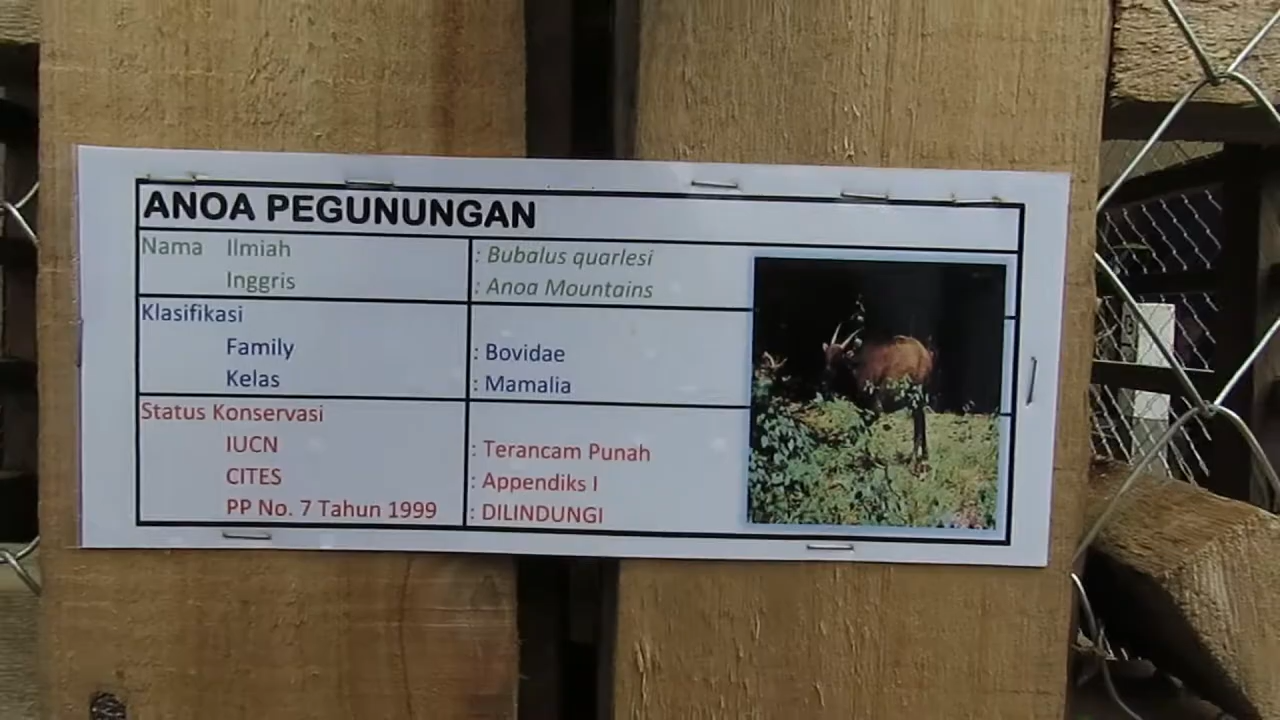 ANOA PEGUNUNGAN
Nama Ilmiah : Bubalus quarlesi
Inggris : Anoa Mountains
Klasifikasi
Family : Bovidae
Kelas : Mamalia
Status Konservasi
IUCN : Terancam Punah
CITES : Appendiks I
PP No. 7 Tahun 1999 : DILINDUNGI